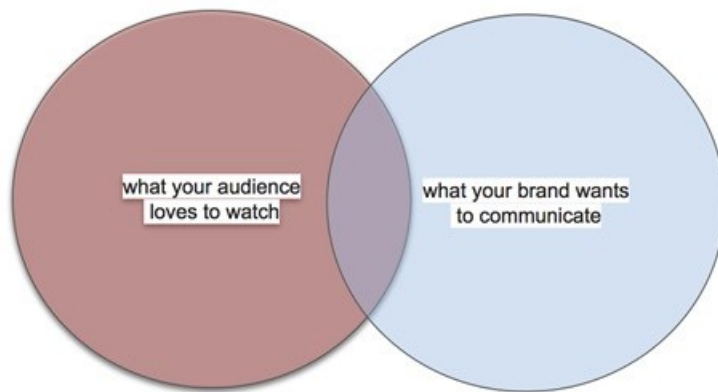 what your audience
loves to watch
what your brand wants
to communicate